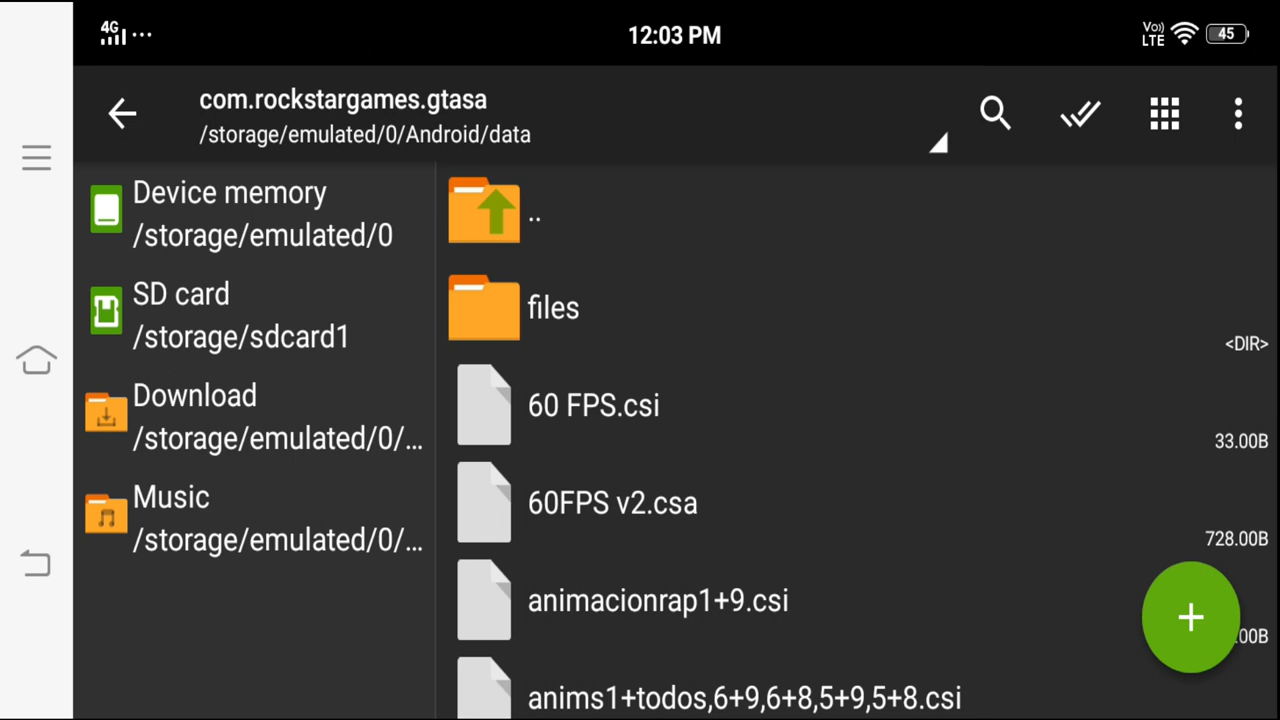 4G
12:03 PM
Vo)
LTE
45
com.rockstargames.gtasa
/storage/emulated/0/Android/data
Device memory
/storage/emulated/0
SD card
/storage/sdcard1
Download
/storage/emulated/0/...
Music
/storage/emulated/0/...
..
files
<DIR>
60 FPS.csi
33.00B
60FPS v2.csa
728.00B
animacionrap1+9.csi
anims1+todos,6+9,6+8,5+9,5+8.csi